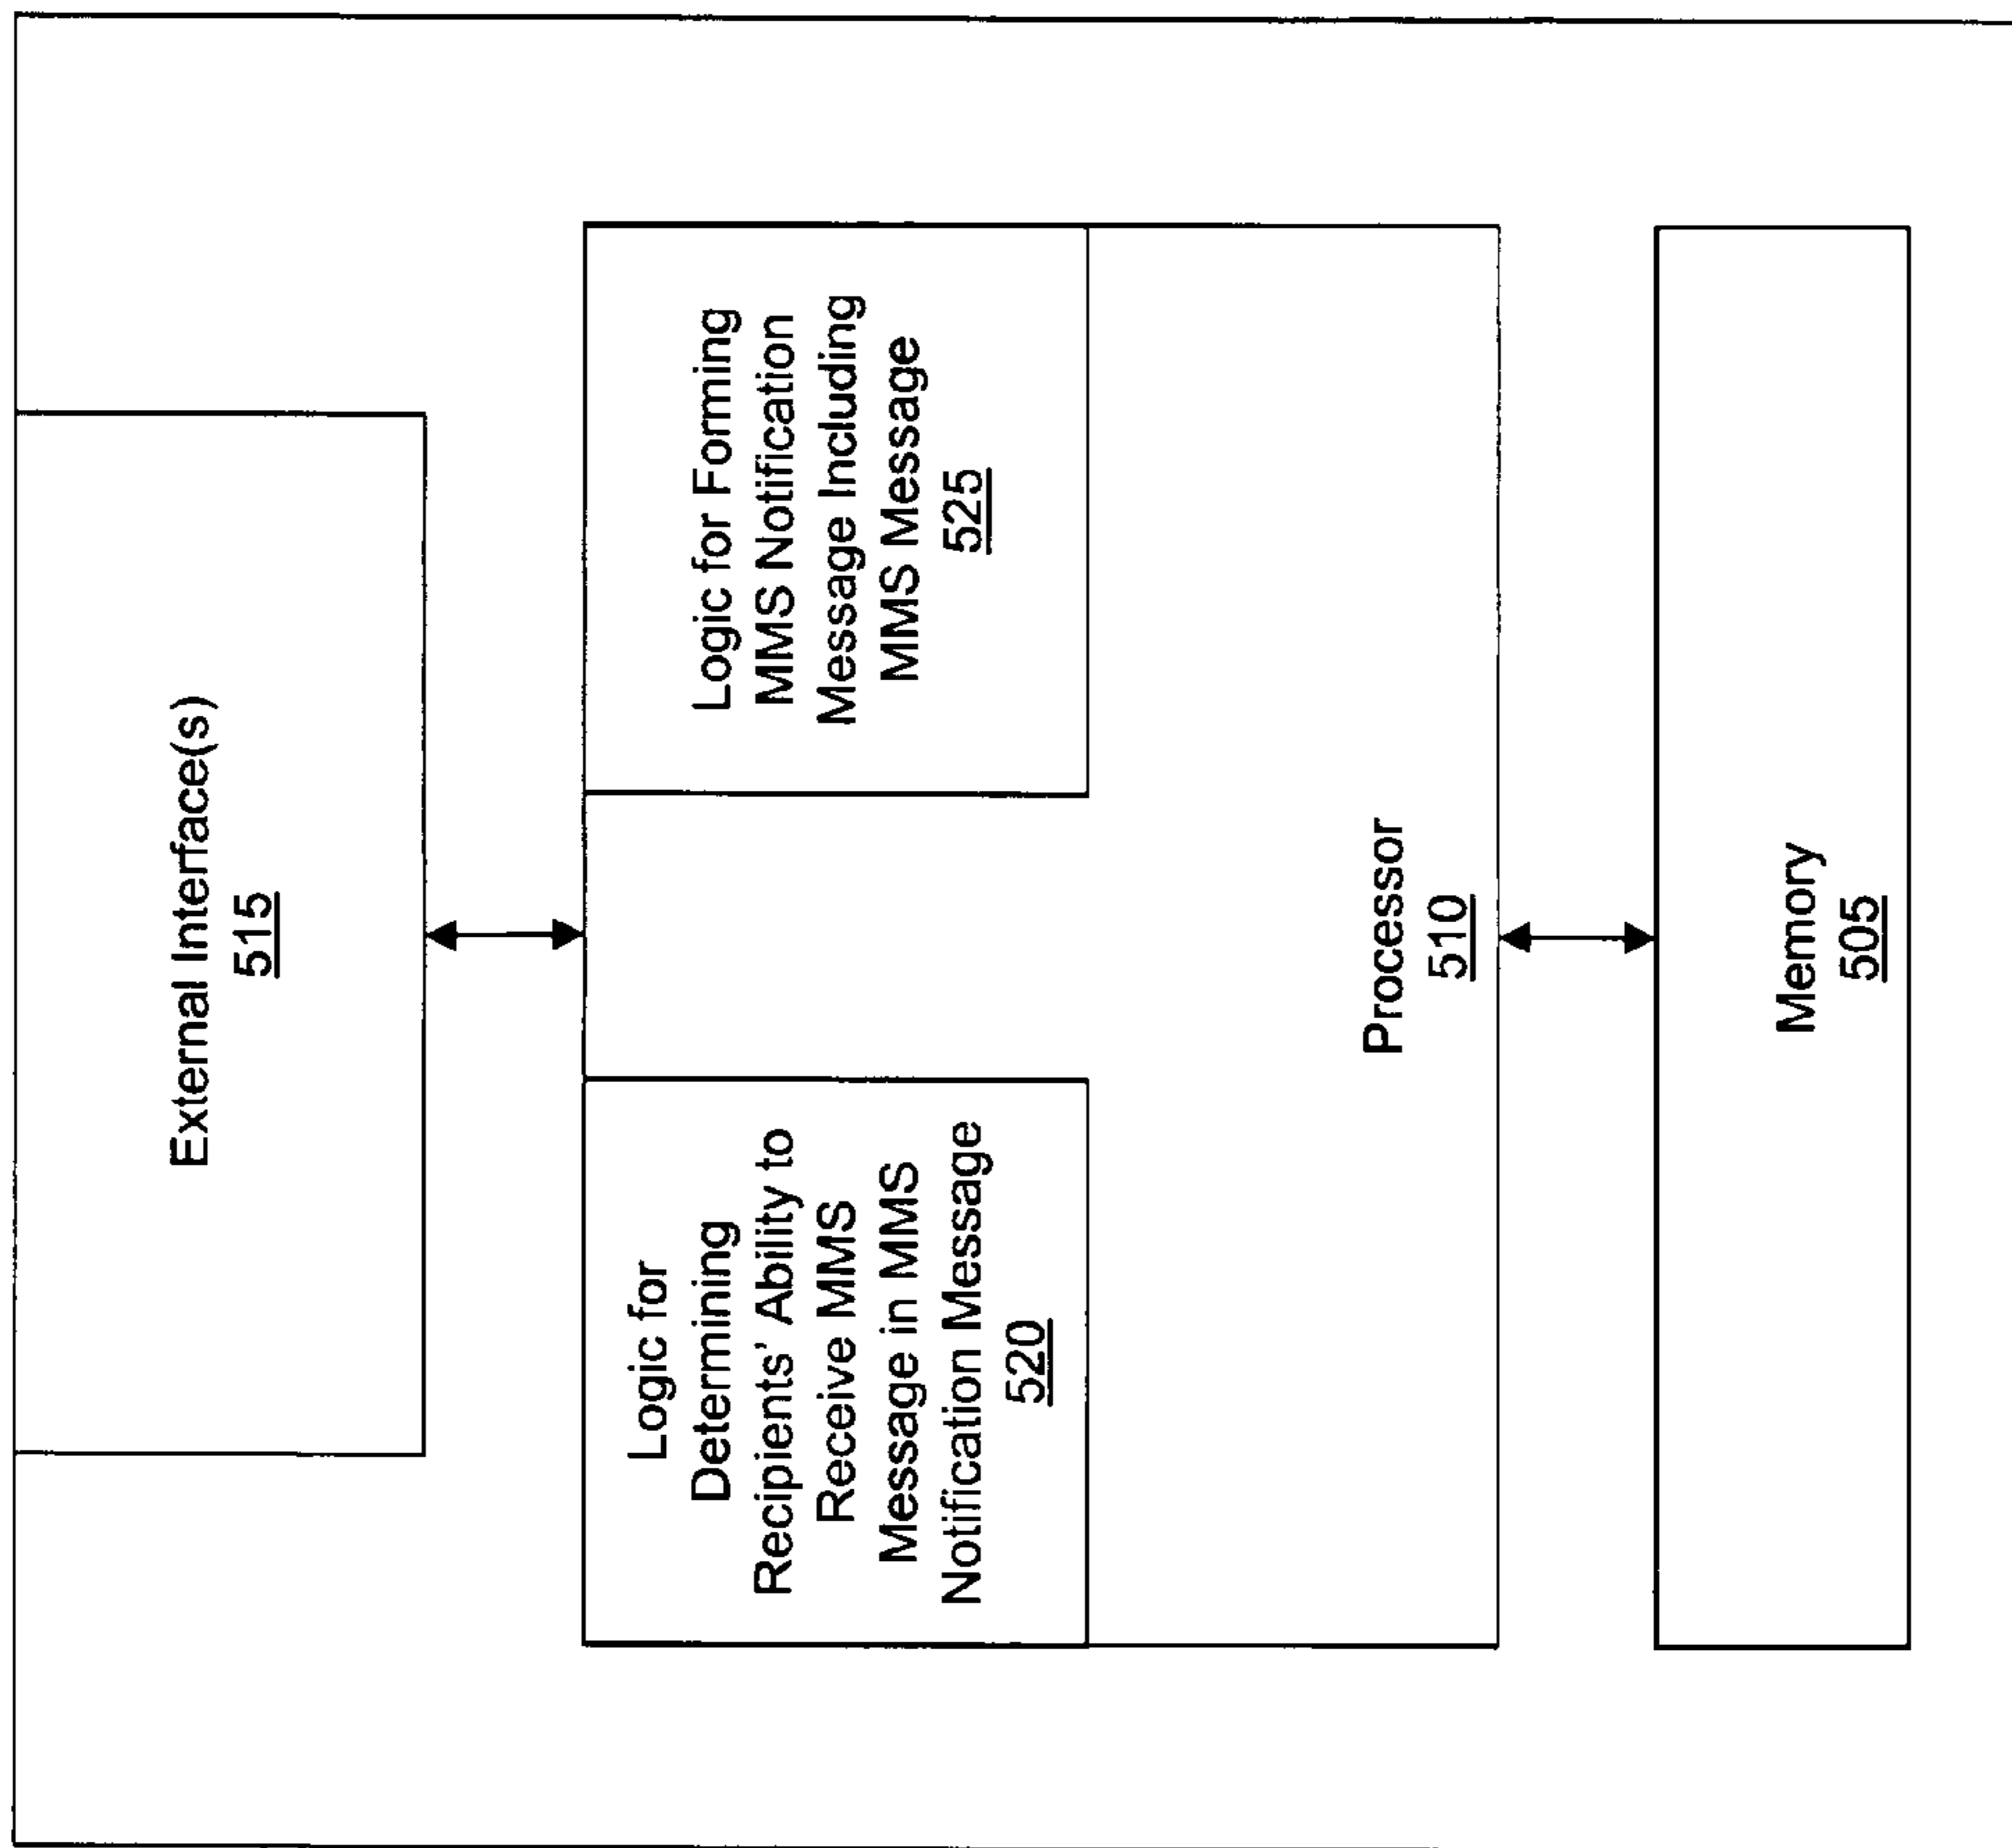 External Interface(s)
515
Logic for
Determining
Recipients' Ability to
Receive MMS
Message in MMS
Notification Message
520
Logic for Forming
MMS Notification
Message Including
MMS Message
525
Processor
510
Memory
505